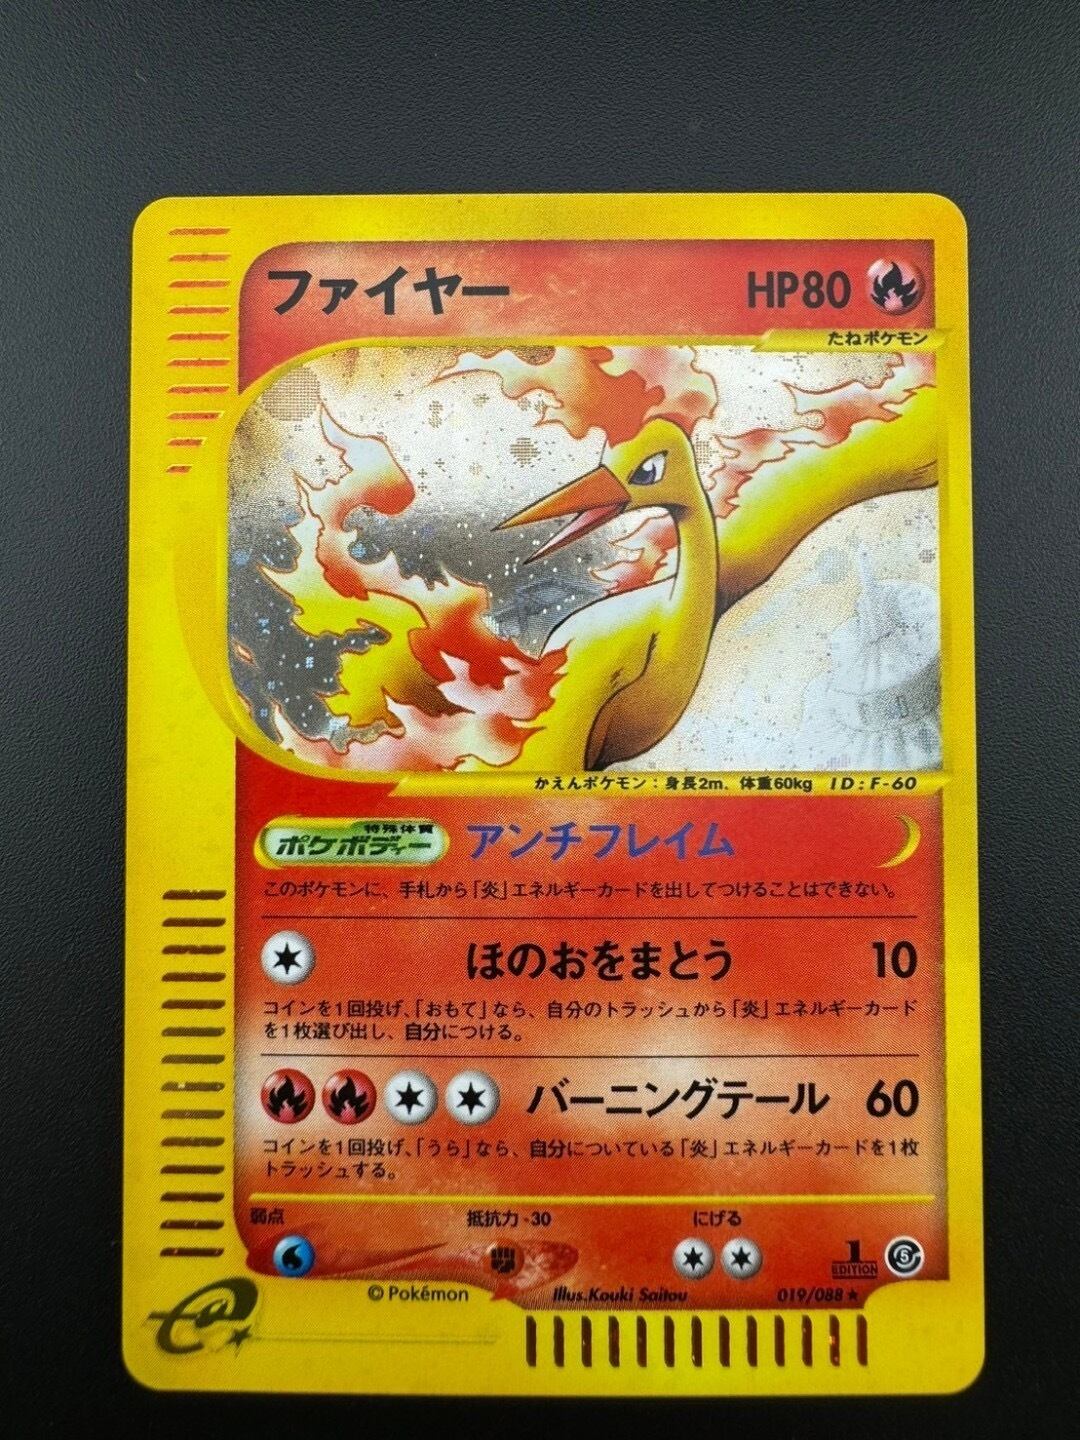 ファイヤー HP80
たねポケモン
かえんポケモン：身長2m、体重60kg ID:F-60
特殊体質
ポケボディー アンチフレイム
このポケモンに、手札から「炎」エネルギーカードを出してつけることはできない。
ほのおをまとう 10
コインを1回投げ、「おもて」なら、自分のトラッシュから「炎」エネルギーカード
を1枚選び出し、自分につける。
バーニングテール 60
コインを1回投げ、「うら」なら、自分についている「炎」エネルギーカードを1枚
トラッシュする。
弱点 抵抗力 -30 にげる
1
EDITION
5
©Pokémon Illus.Kouki Saitou 019/088★
e